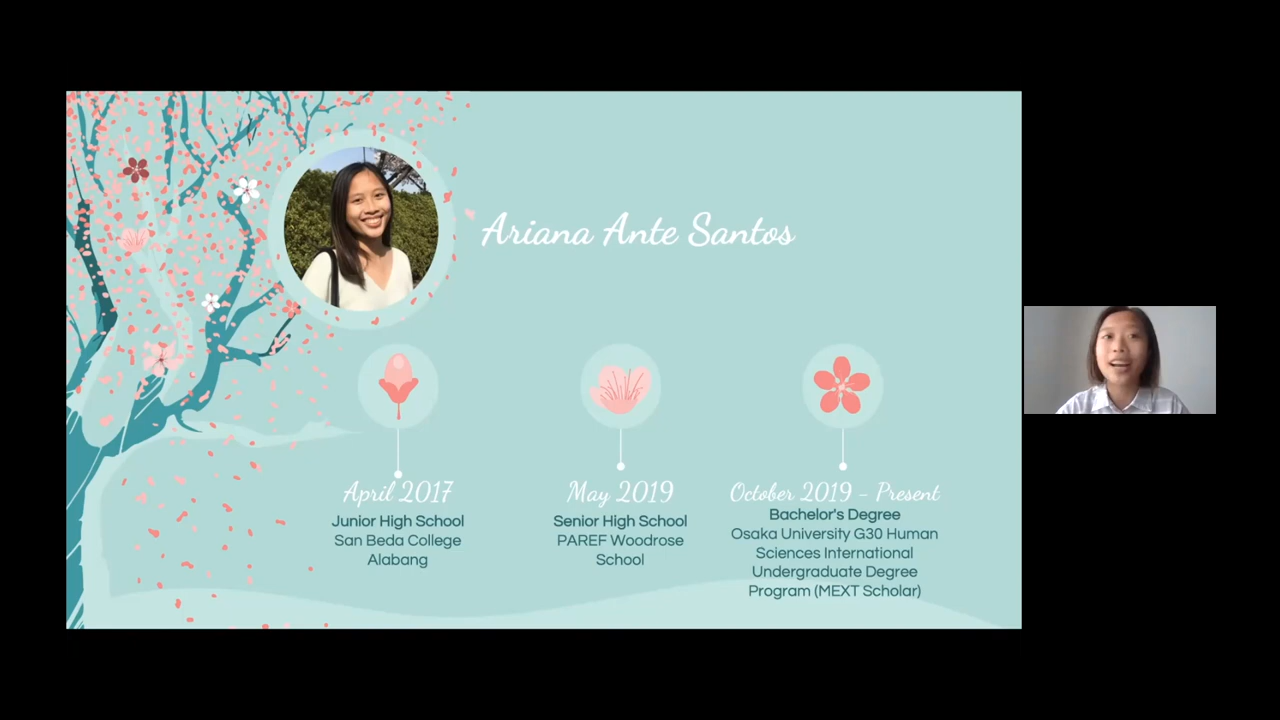 Ariana Ante Santos
April 2017
Junior High School
San Beda College
Alabang
May 2019
Senior High School
PAREF Woodrose
School
October 2019 - Present
Bachelor's Degree
Osaka University G30 Human
Sciences International
Undergraduate Degree
Program (MEXT Scholar)